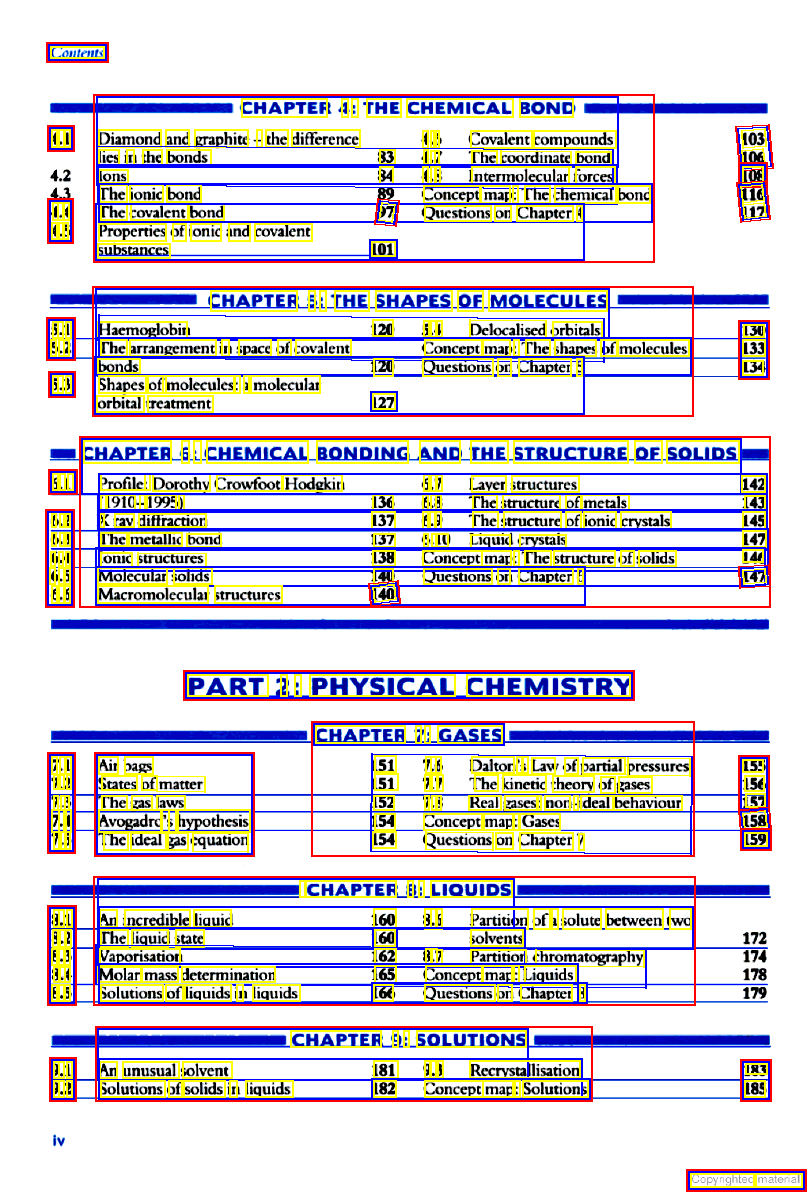 Contents
CHAPTER 4: THE CHEMICAL BOND
4.1 Diamond and graphite – the difference
lies in the bonds 83
4.2 Ions 84
4.3 The ionic bond 89
4.4 The covalent bond 97
4.5 Properties of ionic and covalent
substances 101
4.6 Covalent compounds 103
4.7 The coordinate bond 106
4.8 Intermolecular forces 108
Concept map: The chemical bond 116
Questions on Chapter 4 117
CHAPTER 5: THE SHAPES OF MOLECULES
5.1 Haemoglobin 120
5.2 The arrangement in space of covalent
bonds 120
5.3 Shapes of molecules: a molecular
orbital treatment 127
5.4 Delocalised orbitals 130
Concept map: The shapes of molecules 133
Questions on Chapter 5 134
CHAPTER 6: CHEMICAL BONDING AND THE STRUCTURE OF SOLIDS
6.1 Profile: Dorothy Crowfoot Hodgkin
(1910–1995) 136
6.2 X ray diffraction 137
6.3 The metallic bond 137
6.4 Ionic structures 138
6.5 Molecular solids 140
6.6 Macromolecular structures 140
6.7 Layer structures 142
6.8 The structure of metals 143
6.9 The structure of ionic crystals 145
6.10 Liquid crystals 147
Concept map: The structure of solids 146
Questions on Chapter 6 147
PART 2: PHYSICAL CHEMISTRY
CHAPTER 7: GASES
7.1 Air bags 151
7.2 States of matter 151
7.3 The gas laws 152
7.4 Avogadro's hypothesis 154
7.5 The ideal gas equation 154
7.6 Dalton's Law of partial pressures 155
7.7 The kinetic theory of gases 156
7.8 Real gases: non-ideal behaviour 157
Concept map: Gases 158
Questions on Chapter 7 159
CHAPTER 8: LIQUIDS
8.1 An incredible liquid 160
8.2 The liquid state 160
8.3 Vaporisation 162
8.4 Molar mass determination 165
8.5 Solutions of liquids in liquids 166
8.6 Partition of a solute between two
solvents 172
8.7 Partition chromatography 174
Concept map: Liquids 178
Questions on Chapter 8 179
CHAPTER 9: SOLUTIONS
9.1 An unusual solvent 181
9.2 Solutions of solids in liquids 182
9.3 Recrystallisation 183
Concept map: Solutions 185
iv
Copyrighted material